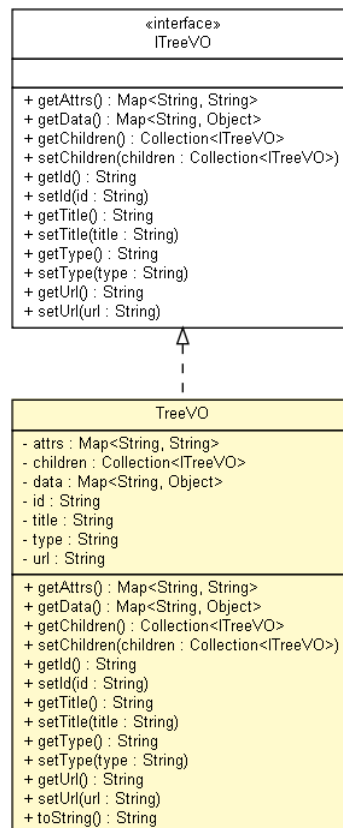 «interface»
ITreeVO
+ getAttrs() : Map<String, String>
+ getData() : Map<String, Object>
+ getChildren() : Collection<ITreeVO>
+ setChildren(children : Collection<ITreeVO>)
+ getId() : String
+ setId(id : String)
+ getTitle() : String
+ setTitle(title : String)
+ getType() : String
+ setType(type : String)
+ getUrl() : String
+ setUrl(url : String)
TreeVO
- attrs : Map<String, String>
- children : Collection<ITreeVO>
- data : Map<String, Object>
- id : String
- title : String
- type : String
- url : String
+ getAttrs() : Map<String, String>
+ getData() : Map<String, Object>
+ getChildren() : Collection<ITreeVO>
+ setChildren(children : Collection<ITreeVO>)
+ getId() : String
+ setId(id : String)
+ getTitle() : String
+ setTitle(title : String)
+ getType() : String
+ setType(type : String)
+ getUrl() : String
+ setUrl(url : String)
+ toString() : String